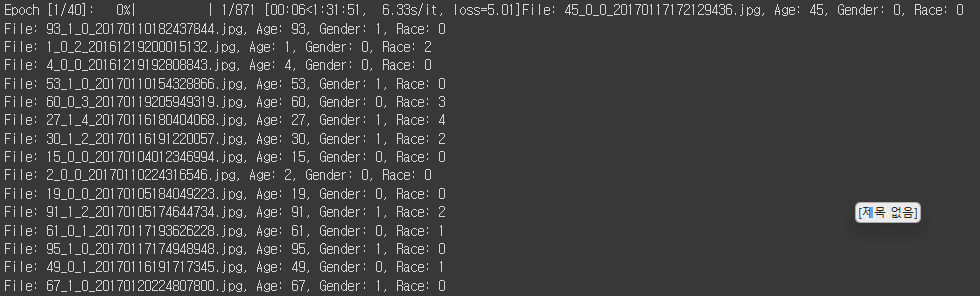 Epoch [1/40]:   0%|          | 1/871 [00:06<1:31:51,  6.33s/it, loss=5.01]File: 45_0_0_20170117172129436.jpg, Age: 45, Gender: 0, Race: 0
File: 93_1_0_20170110182437844.jpg, Age: 93, Gender: 1, Race: 0
File: 1_0_2_20161219200015132.jpg, Age: 1, Gender: 0, Race: 2
File: 4_0_0_20161219192808843.jpg, Age: 4, Gender: 0, Race: 0
File: 53_1_0_20170110154328866.jpg, Age: 53, Gender: 1, Race: 0
File: 60_0_3_20170119205949319.jpg, Age: 60, Gender: 0, Race: 3
File: 27_1_4_20170116180404068.jpg, Age: 27, Gender: 1, Race: 4
File: 30_1_2_20170116191220057.jpg, Age: 30, Gender: 1, Race: 2
File: 15_0_0_20170104012346994.jpg, Age: 15, Gender: 0, Race: 0
File: 2_0_0_20170110224316546.jpg, Age: 2, Gender: 0, Race: 0
File: 19_0_0_20170105184049223.jpg, Age: 19, Gender: 0, Race: 0
File: 91_1_2_20170105174644734.jpg, Age: 91, Gender: 1, Race: 2
[제목 없음]
File: 61_0_1_20170117193626228.jpg, Age: 61, Gender: 0, Race: 1
File: 95_1_0_20170117174948948.jpg, Age: 95, Gender: 1, Race: 0
File: 49_0_1_20170116191717345.jpg, Age: 49, Gender: 0, Race: 1
File: 67_1_0_20170120224807800.jpg, Age: 67, Gender: 1, Race: 0